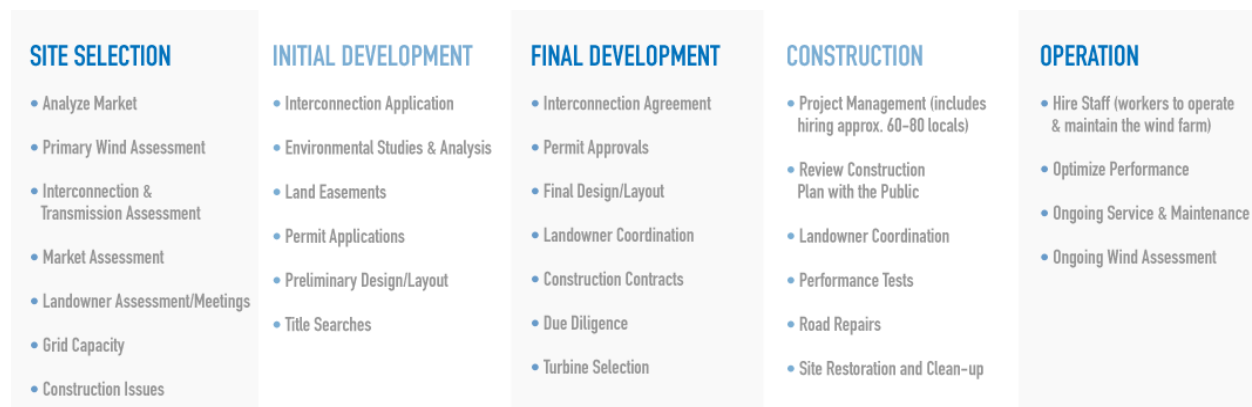 SITE SELECTION
• Analyze Market
• Primary Wind Assessment
• Interconnection &
Transmission Assessment
• Market Assessment
• Landowner Assessment/Meetings
• Grid Capacity
• Construction Issues
INITIAL DEVELOPMENT
• Interconnection Application
• Environmental Studies & Analysis
• Land Easements
• Permit Applications
• Preliminary Design/Layout
• Title Searches
FINAL DEVELOPMENT
• Interconnection Agreement
• Permit Approvals
• Final Design/Layout
• Landowner Coordination
• Construction Contracts
• Due Diligence
• Turbine Selection
CONSTRUCTION
• Project Management (includes
hiring approx. 60-80 locals)
• Review Construction
Plan with the Public
• Landowner Coordination
• Performance Tests
• Road Repairs
• Site Restoration and Clean-up
OPERATION
• Hire Staff (workers to operate
& maintain the wind farm)
• Optimize Performance
• Ongoing Service & Maintenance
• Ongoing Wind Assessment